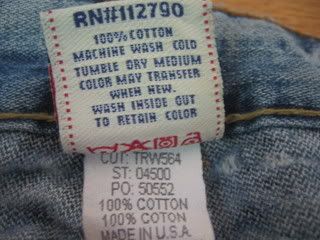 RN#112790
100% COTTON
MACHINE WASH COLD
TUMBLE DRY MEDIUM
COLOR MAY TRANSFER
WHEN NEW.
WASH INSIDE OUT
TO RETAIN COLOR
CUT: TRW564
ST: 04500
PO: 50552
100% COTTON
100% COTON
MADE IN U.S.A.